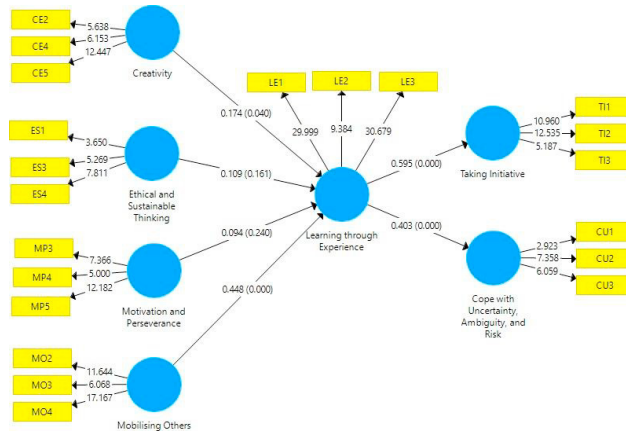 CE2
5.638
CE4
6.153
CE5
12.447
Creativity
0.174 (0.040)
LE1
LE2
LE3
29.999
9.384
30.679
ES1
3.650
ES3
5.269
ES4
7.811
Ethical and
Sustainable
Thinking
0.109 (0.161)
Learning through
Experience
0.595 (0.000)
TI1
10.960
TI2
12.535
TI3
5.187
Taking Initiative
MP3
7.366
MP4
5.000
MP5
12.182
Motivation and
Perseverance
0.094 (0.240)
0.403 (0.000)
CU1
2.923
CU2
7.358
CU3
6.059
Cope with
Uncertainty,
Ambiguity, and
Risk
MO2
11.644
MO3
6.068
MO4
17.167
Mobilising Others
0.448 (0.000)